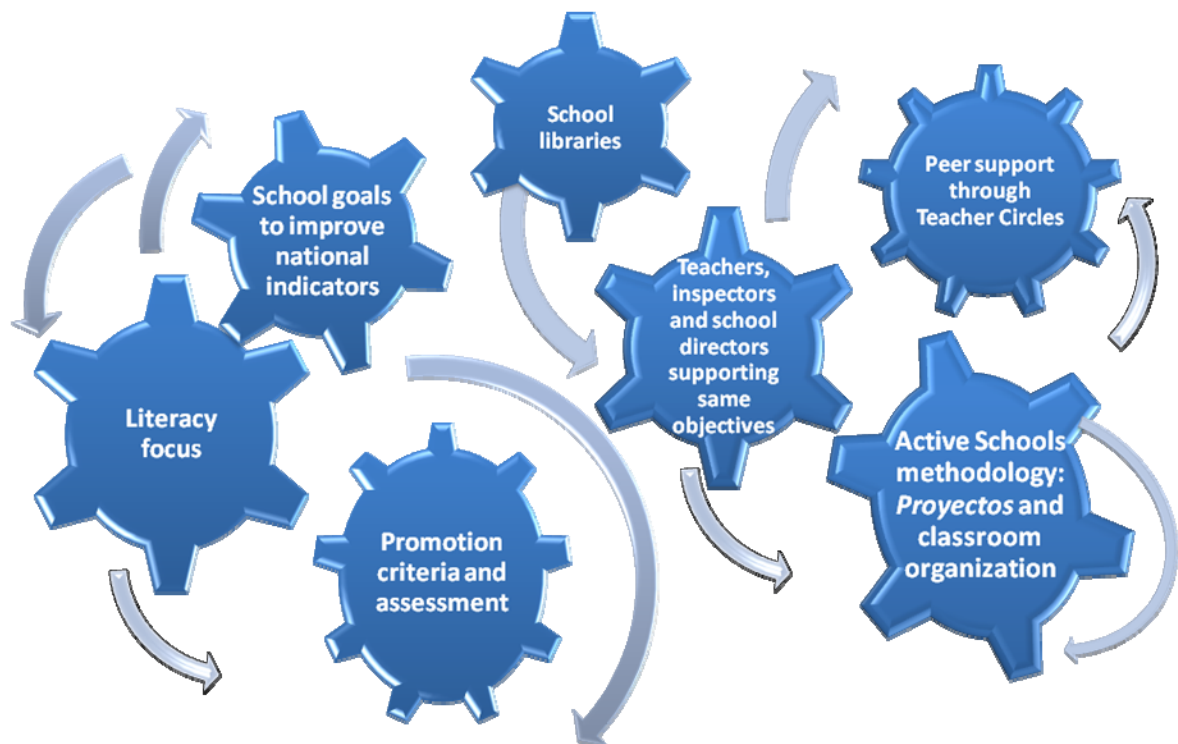 School
libraries
School goals
to improve
national
indicators
Peer support
through
Teacher Circles
Teachers,
inspectors
and school
directors
supporting
same
objectives
Literacy
focus
Active Schools
methodology:
Proyectos and
classroom
organization
Promotion
criteria and
assessment